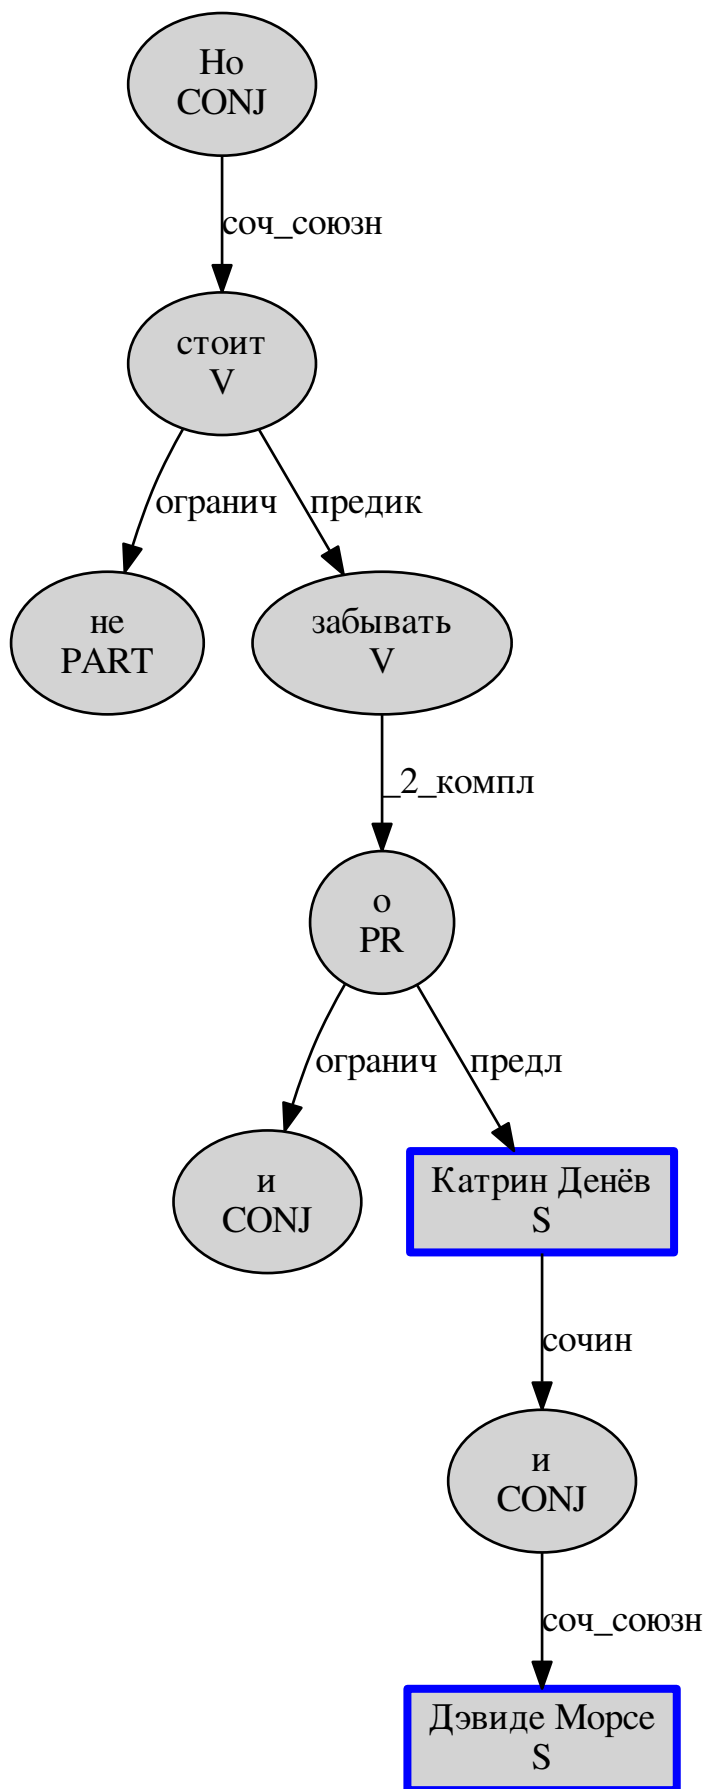 Но
CONJ
соч_союзн
стоит
V
огранич
предик
не
PART
забывать
V
_2_компл
о
PR
огранич
предл
и
CONJ
Катрин Денёв
S
сочин
и
CONJ
соч_союзн
Дэвиде Морсе
S